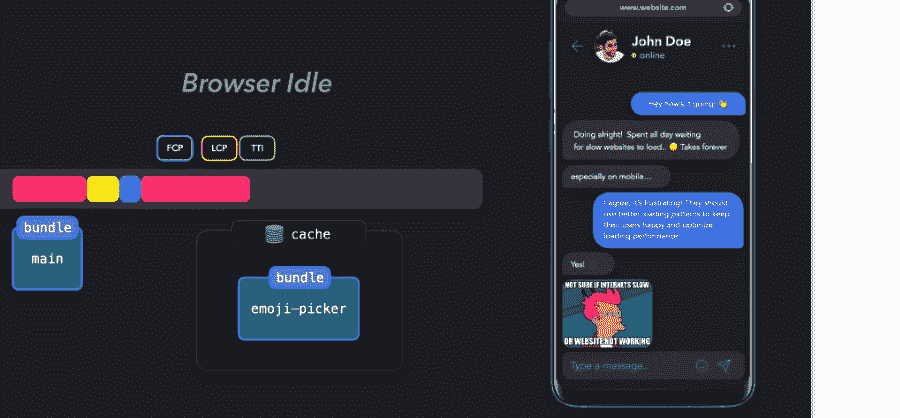 Browser Idle
FCP
LCP
TTI
bundle
main
cache
bundle
emoji-picker
www.website.com
John Doe
online
Hey how's it going! 👋
Doing alright! Spent all day waiting
for slow websites to load.. 😔 Takes forever
especially on mobile...
I agree, it's frustrating! They should
use better loading patterns to keep
their users happy and optimize
loading performance
Yes!
NOT SURE IF INTERNETS SLOW
OR WEBSITE NOT WORKING
Type a message...